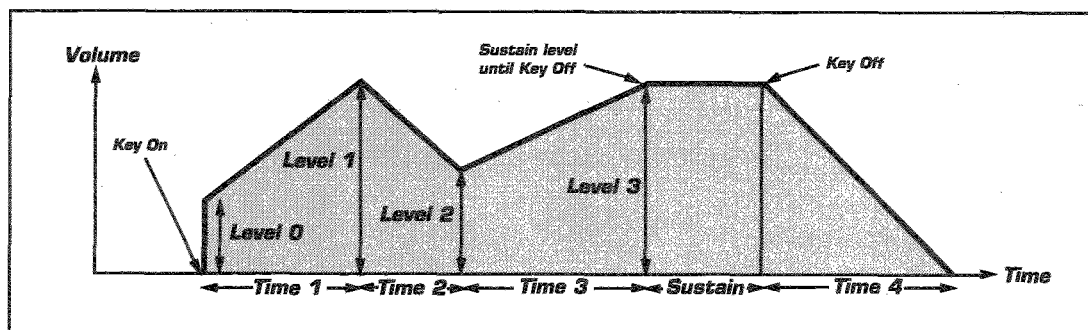 Volume
Sustain level
until Key Off
Key Off
Key On
Level 1
Level 3
Level 2
Level 0
Time 1
Time 2
Time 3
Sustain
Time 4
Time